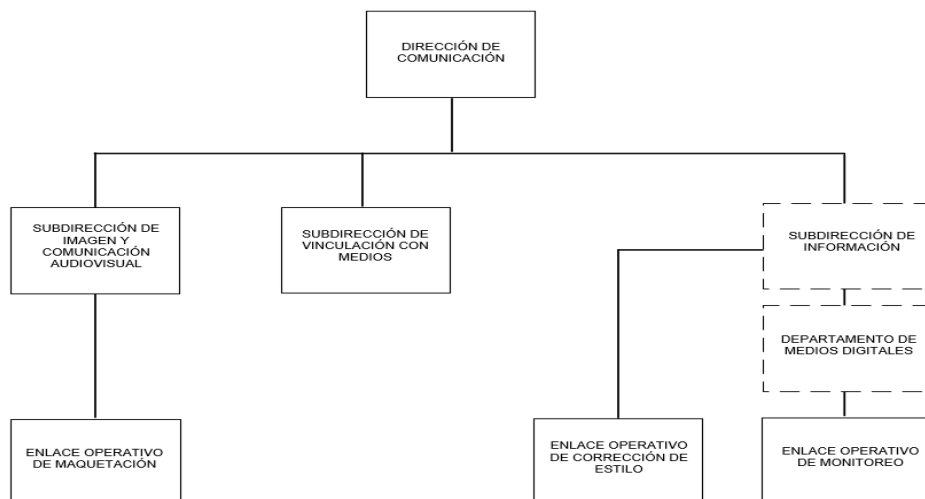 DIRECCIÓN DE
COMUNICACIÓN
SUBDIRECCIÓN DE
IMAGEN Y
COMUNICACIÓN
AUDIOVISUAL
SUBDIRECCIÓN DE
VINCULACIÓN CON
MEDIOS
SUBDIRECCIÓN DE
INFORMACIÓN
DEPARTAMENTO DE
MEDIOS DIGITALES
ENLACE OPERATIVO
DE MAQUETACIÓN
ENLACE OPERATIVO
DE CORRECCIÓN DE
ESTILO
ENLACE OPERATIVO
DE MONITOREO